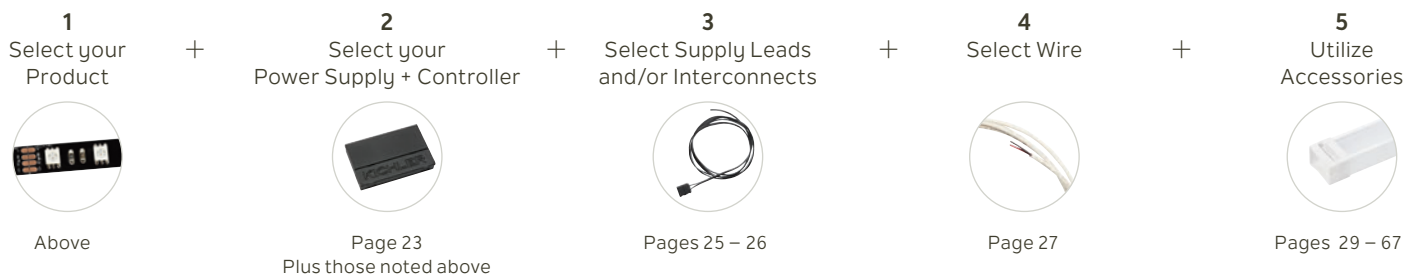 1
Select your
Product
+
2
Select your
Power Supply + Controller
+
3
Select Supply Leads
and/or Interconnects
+
4
Select Wire
+
5
Utilize
Accessories
KICHLER
Above
Page 23
Plus those noted above
Pages 25 – 26
Page 27
Pages 29 – 67